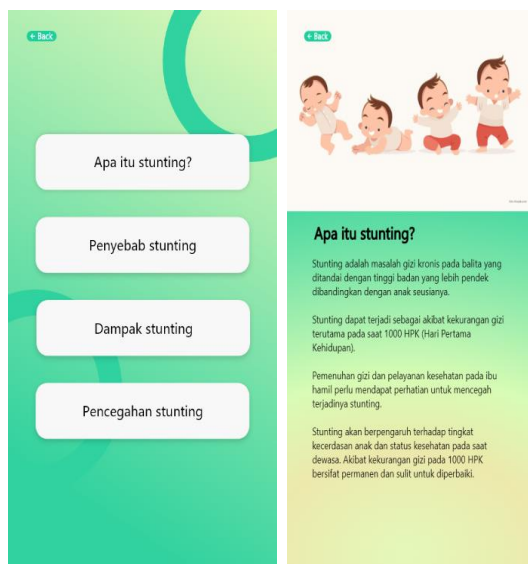 ← Back
Apa itu stunting?
Penyebab stunting
Dampak stunting
Pencegahan stunting
← Back
Apa itu stunting?
Stunting adalah masalah gizi kronis pada balita yang
ditandai dengan tinggi badan yang lebih pendek
dibandingkan dengan anak seusianya.
Stunting dapat terjadi sebagai akibat kekurangan gizi
terutama pada saat 1000 HPK (Hari Pertama
Kehidupan).
Pemenuhan gizi dan pelayanan kesehatan pada ibu
hamil perlu mendapat perhatian untuk mencegah
terjadinya stunting.
Stunting akan berpengaruh terhadap tingkat
kecerdasan anak dan status kesehatan pada saat
dewasa. Akibat kekurangan gizi pada 1000 HPK
bersifat permanen dan sulit untuk diperbaiki.